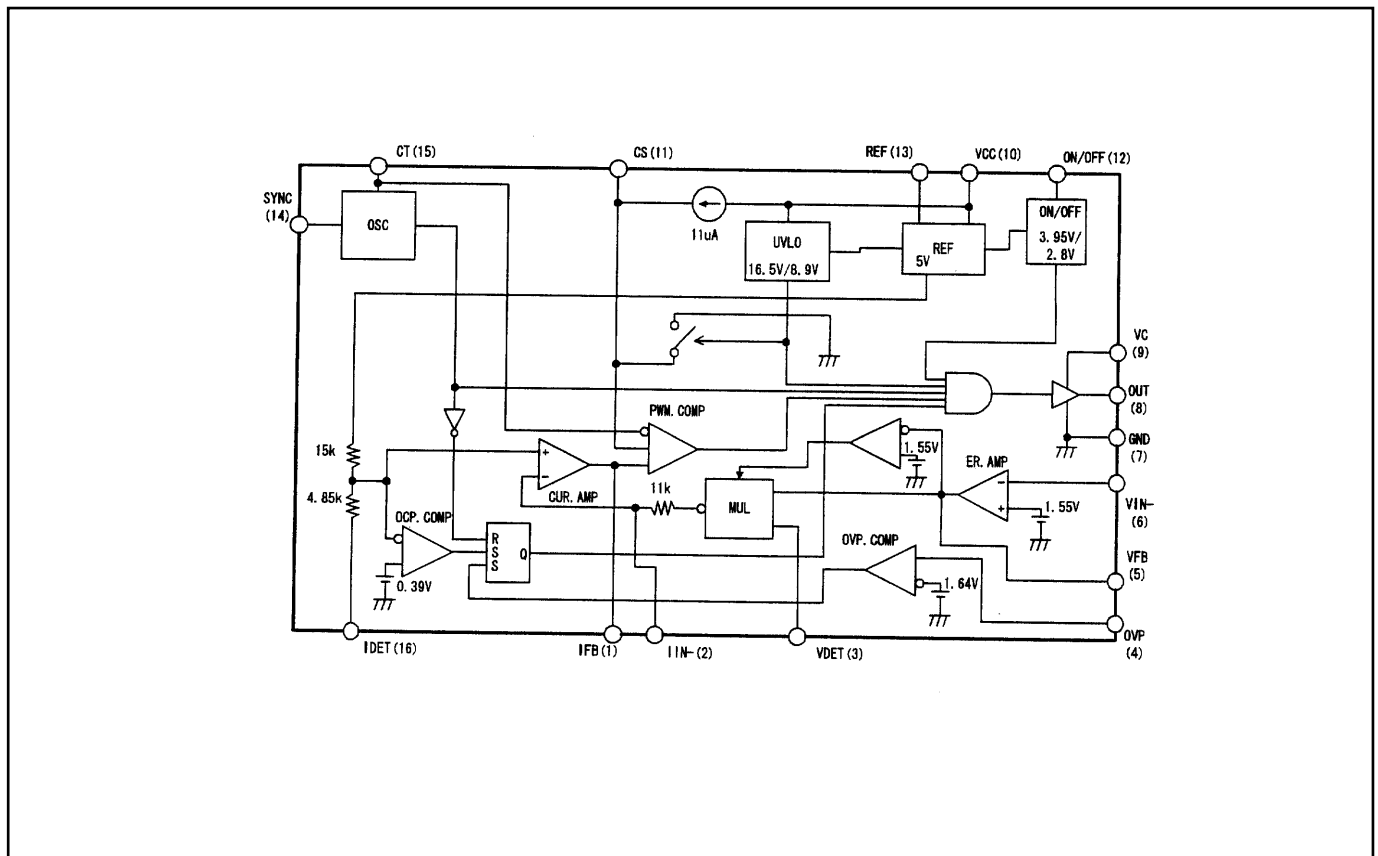 CT(15)
CS(11)
REF(13)
VCC(10)
ON/OFF(12)
SYNC
(14)
OSC
11uA
UVLO
16.5V/8.9V
REF
5V
ON/OFF
3.95V/
2.8V
VC
(9)
OUT
(8)
GND
(7)
PWM.COMP
15k
4.85k
+
-
CUR.AMP
11k
MUL
1.55V
ER.AMP
-
+
1.55V
VIN-
(6)
OCP.COMP
0.39V
R
S
S
Q
OVP.COMP
1.64V
VFB
(5)
OVP
(4)
IDET(16)
IFB(1)
IIN-(2)
VDET(3)